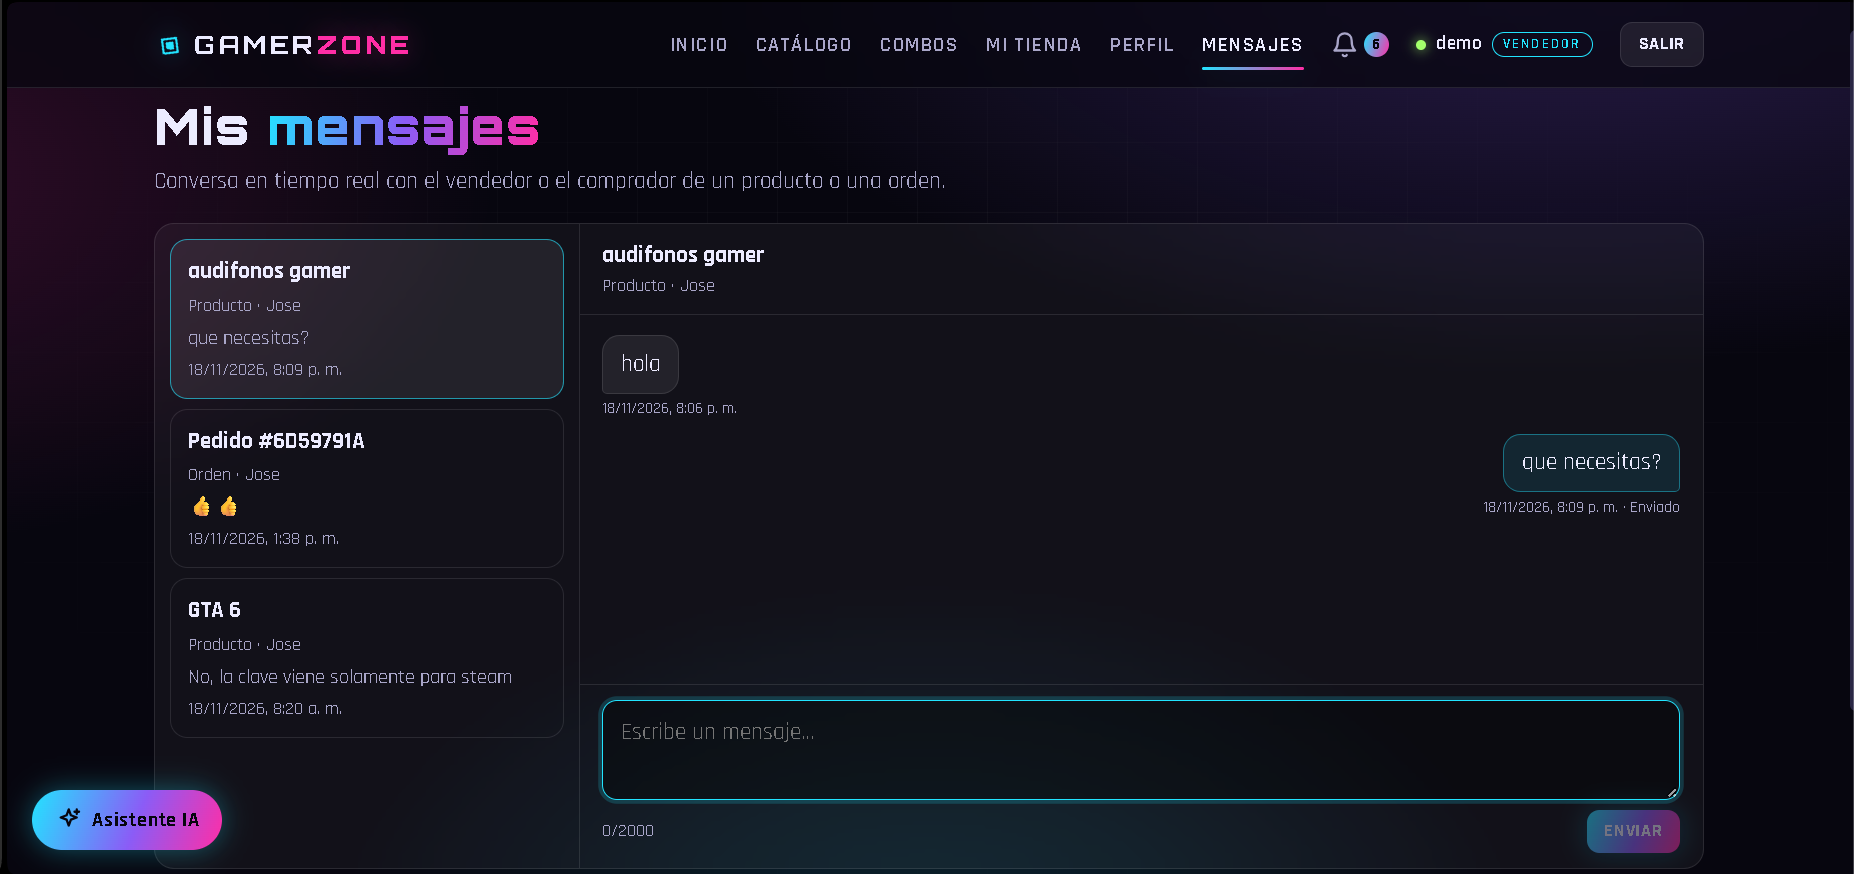 GAMERZONE
INICIO CATÁLOGO COMBOS MI TIENDA PERFIL MENSAJES 6 demo VENDEDOR SALIR
Mis mensajes
Conversa en tiempo real con el vendedor o el comprador de un producto o una orden.
audifonos gamer
Producto · Jose
que necesitas?
18/11/2026, 8:09 p. m.
Pedido #6D59791A
Orden · Jose
👍 👍
18/11/2026, 1:38 p. m.
GTA 6
Producto · Jose
No, la clave viene solamente para steam
18/11/2026, 8:20 a. m.
audifonos gamer
Producto · Jose
hola
18/11/2026, 8:06 p. m.
que necesitas?
18/11/2026, 8:09 p. m. · Enviado
Escribe un mensaje...
0/2000
ENVIAR
Asistente IA